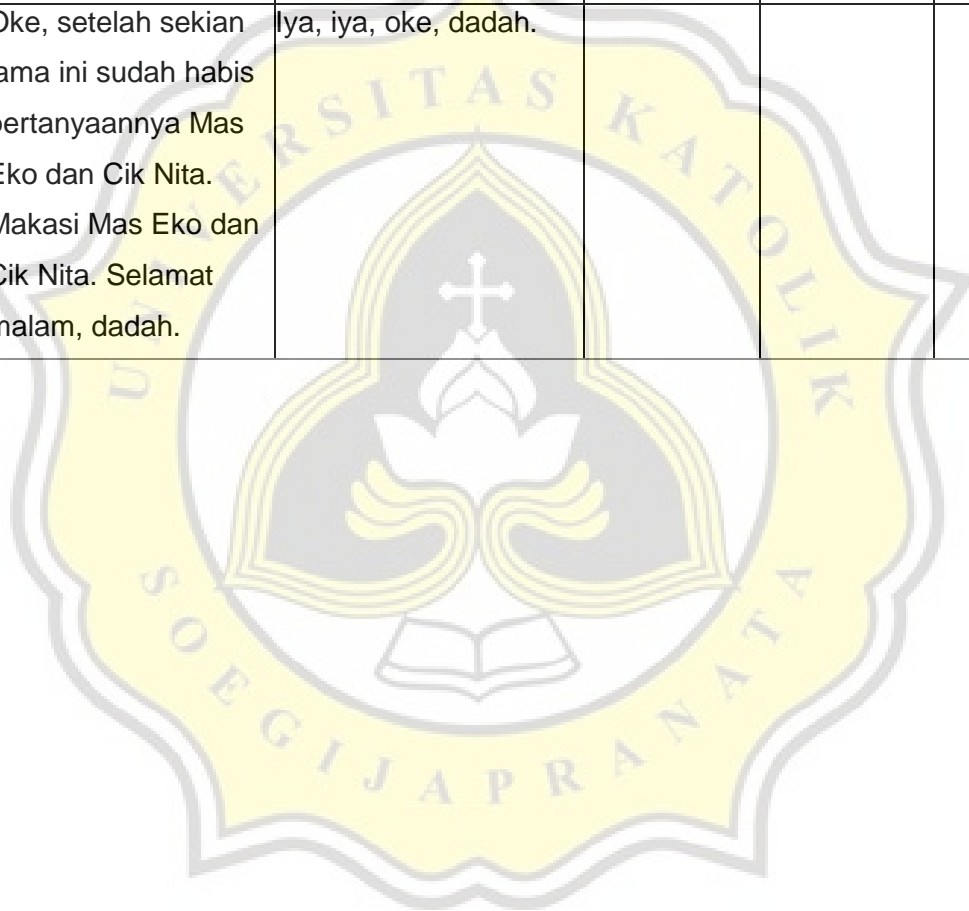 Oke, setelah sekian
lama ini sudah habis
pertanyaannya Mas
Eko dan Cik Nita.
Makasi Mas Eko dan
Cik Nita. Selamat
malam, dadah.
Iya, iya, oke, dadah.
UNIVERSITAS KATOLIK
SOEGIJAPRANATA